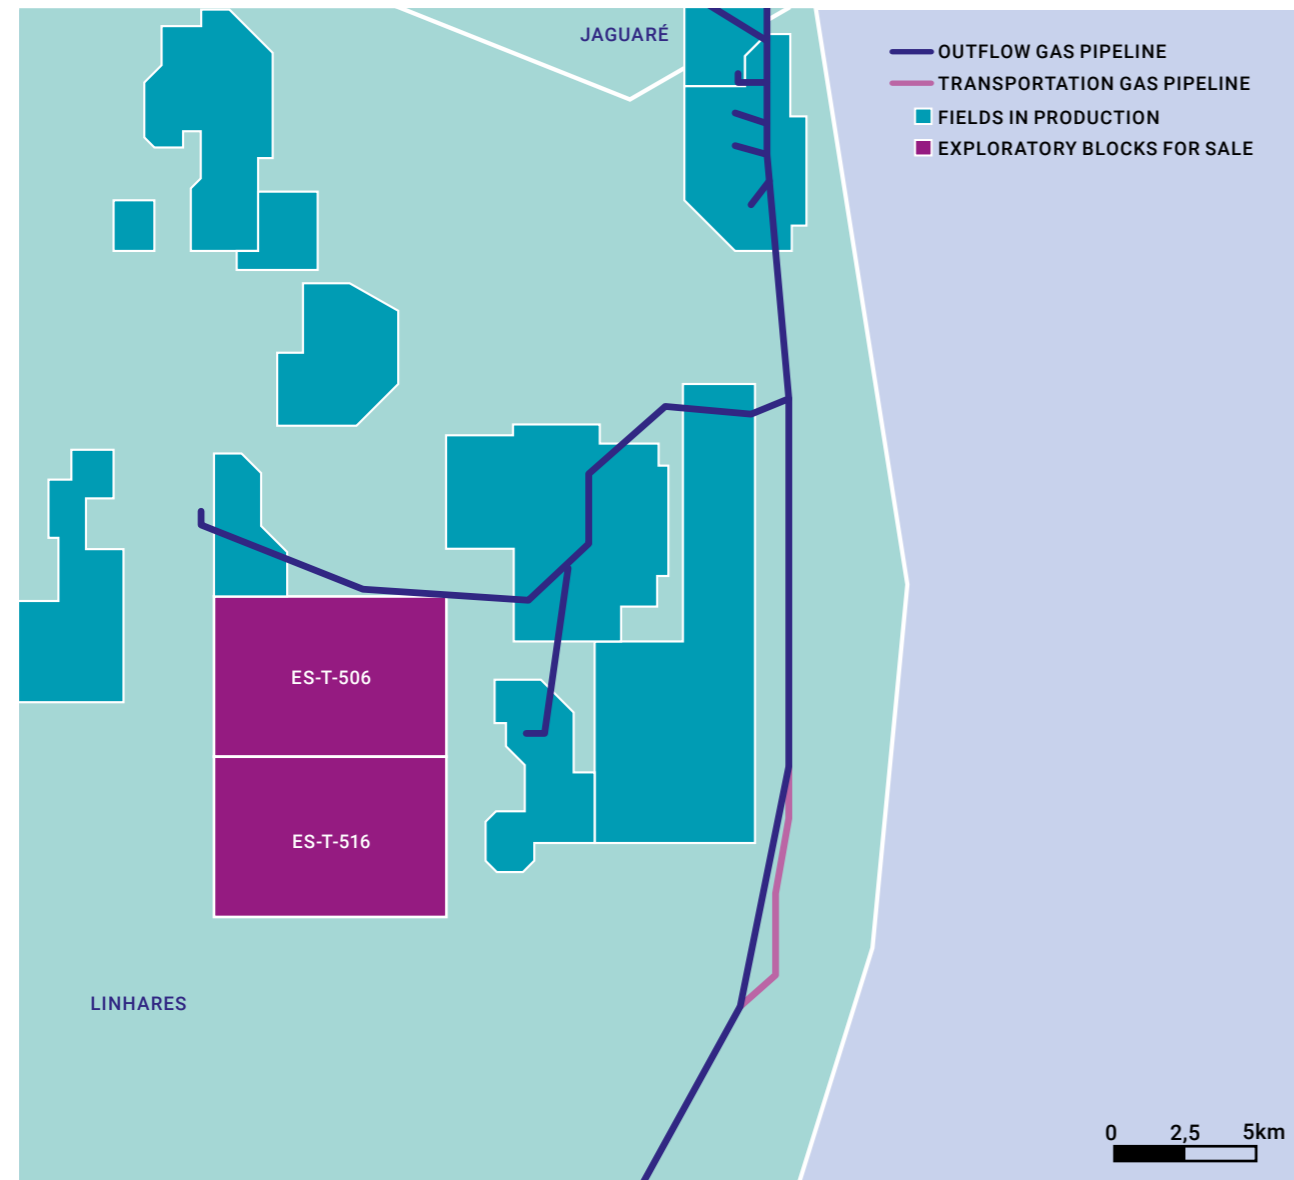 JAGUARÉ
OUTFLOW GAS PIPELINE
TRANSPORTATION GAS PIPELINE
FIELDS IN PRODUCTION
EXPLORATORY BLOCKS FOR SALE
ES-T-506
ES-T-516
LINHARES
0 2,5 5km